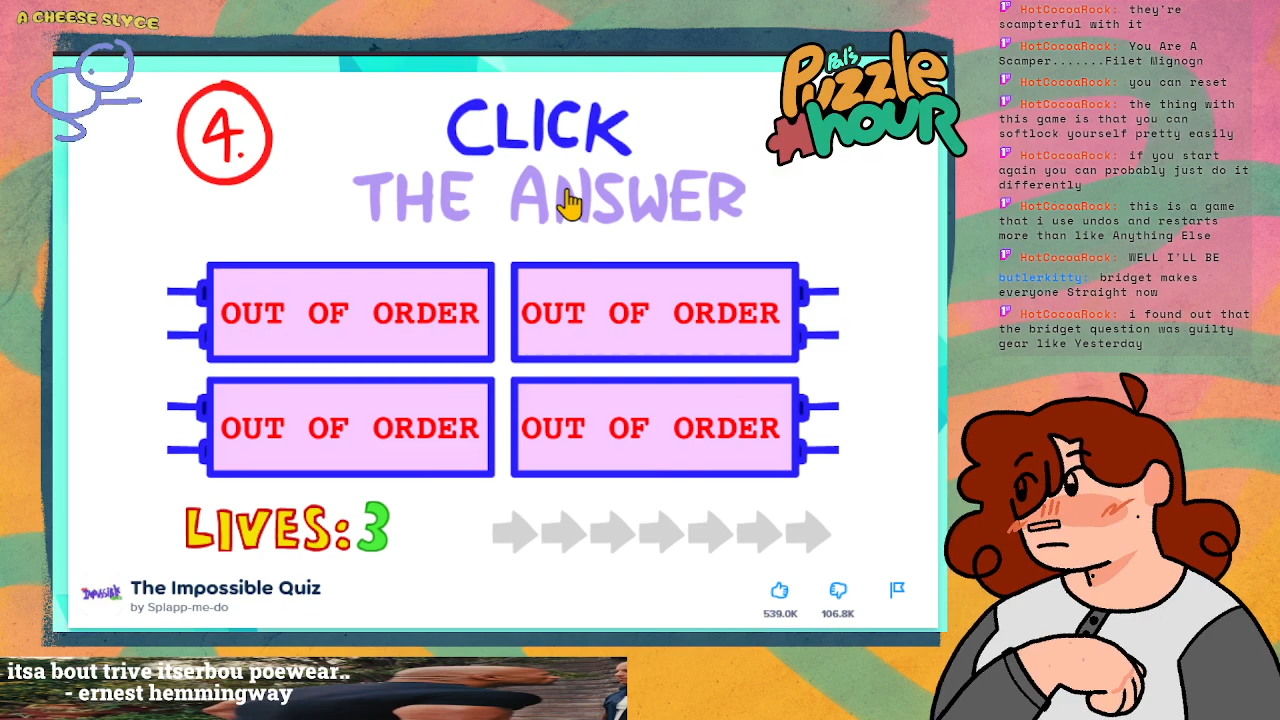 A CHEESE SLYCE
4.
CLICK
THE ANSWER
Pal's
Puzzle
HOUR
OUT OF ORDER
OUT OF ORDER
OUT OF ORDER
OUT OF ORDER
LIVES: 3
The Impossible Quiz
by Splapp-me-do
539.0K
106.8K
HotCocoaRock: they're
scampterful with it
HotCocoaRock: You Are A
Scamper.......Filet Mignogn
HotCocoaRock: you can reset
HotCocoaRock: the thing with
this game is that you can
softlock yourself pretty easily
HotCocoaRock: if you start
again you can probably just do it
differently
HotCocoaRock: this is a game
that i use undos and restarts
more than like Anything Else
HotCocoaRock: WELL I'LL BE
butlerkitty: bridget makes
everyone Straight now
HotCocoaRock: i found out that
the bridget question was guilty
gear like Yesterday
itsa bout trive itserbou poewear..
- ernest hemmingway